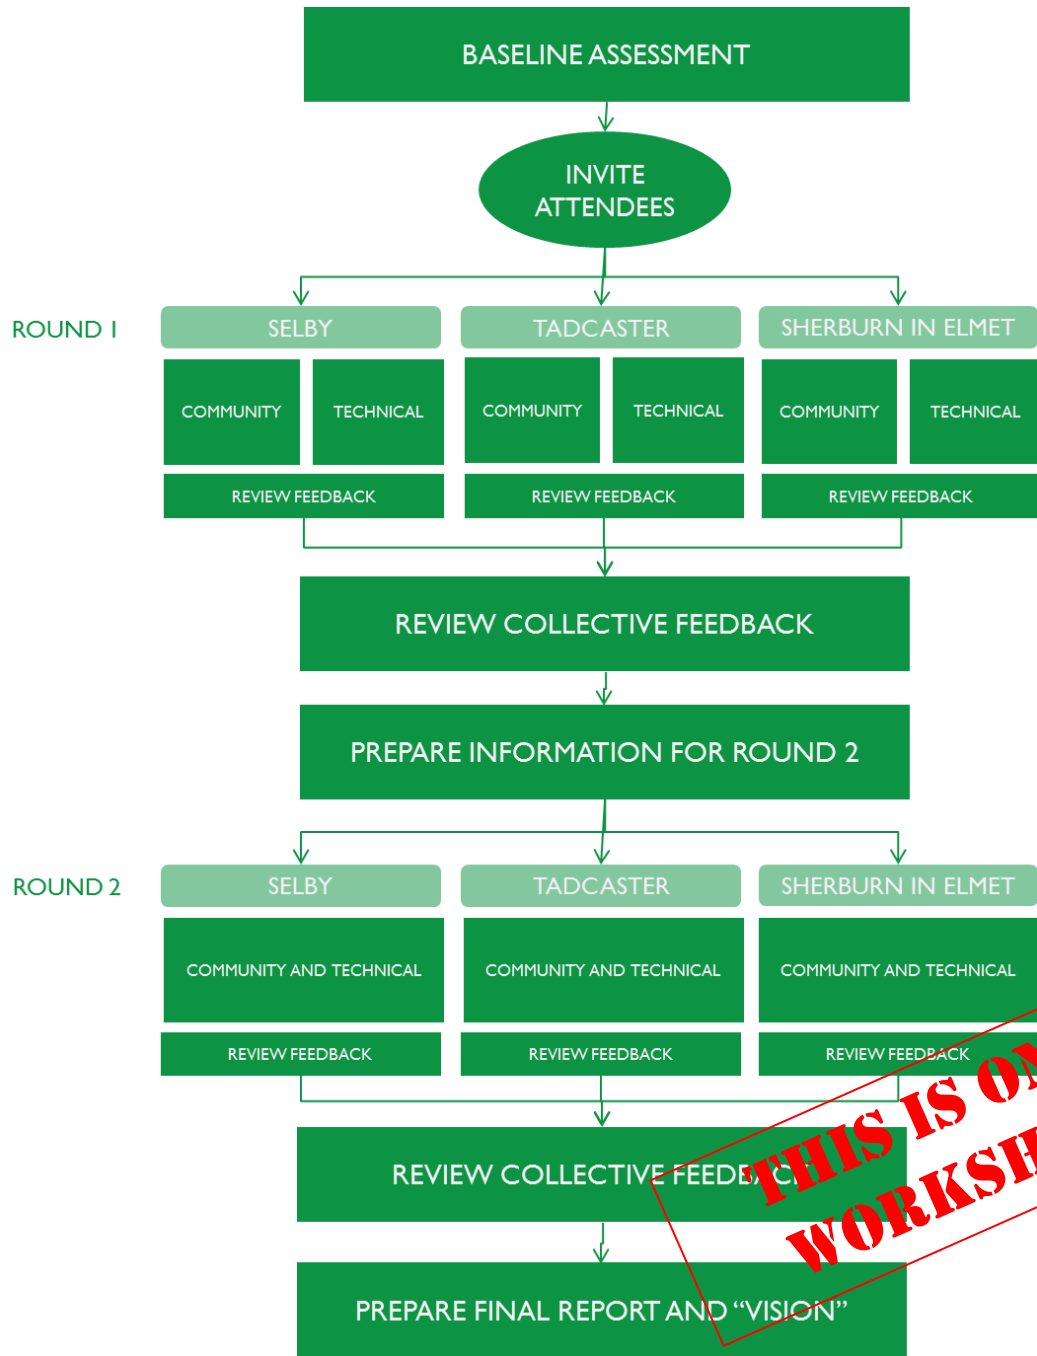 BASELINE ASSESSMENT
INVITE
ATTENDEES
ROUND 1
SELBY
TADCASTER
SHERBURN IN ELMET
COMMUNITY
TECHNICAL
COMMUNITY
TECHNICAL
COMMUNITY
TECHNICAL
REVIEW FEEDBACK
REVIEW FEEDBACK
REVIEW FEEDBACK
REVIEW COLLECTIVE FEEDBACK
PREPARE INFORMATION FOR ROUND 2
ROUND 2
SELBY
TADCASTER
SHERBURN IN ELMET
COMMUNITY AND TECHNICAL
COMMUNITY AND TECHNICAL
COMMUNITY AND TECHNICAL
REVIEW FEEDBACK
REVIEW FEEDBACK
REVIEW FEEDBACK
REVIEW COLLECTIVE FEEDBACK
PREPARE FINAL REPORT AND “VISION”
THIS IS